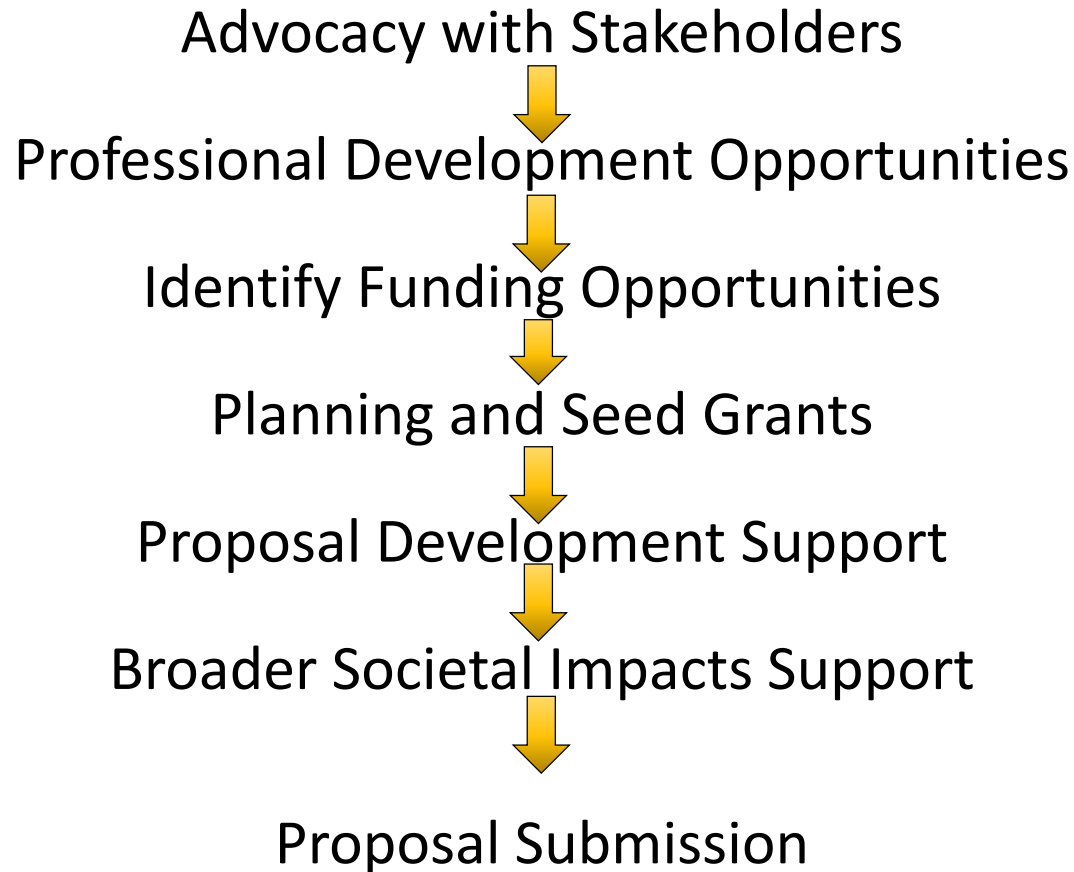 Advocacy with Stakeholders
Professional Development Opportunities
Identify Funding Opportunities
Planning and Seed Grants
Proposal Development Support
Broader Societal Impacts Support
Proposal Submission